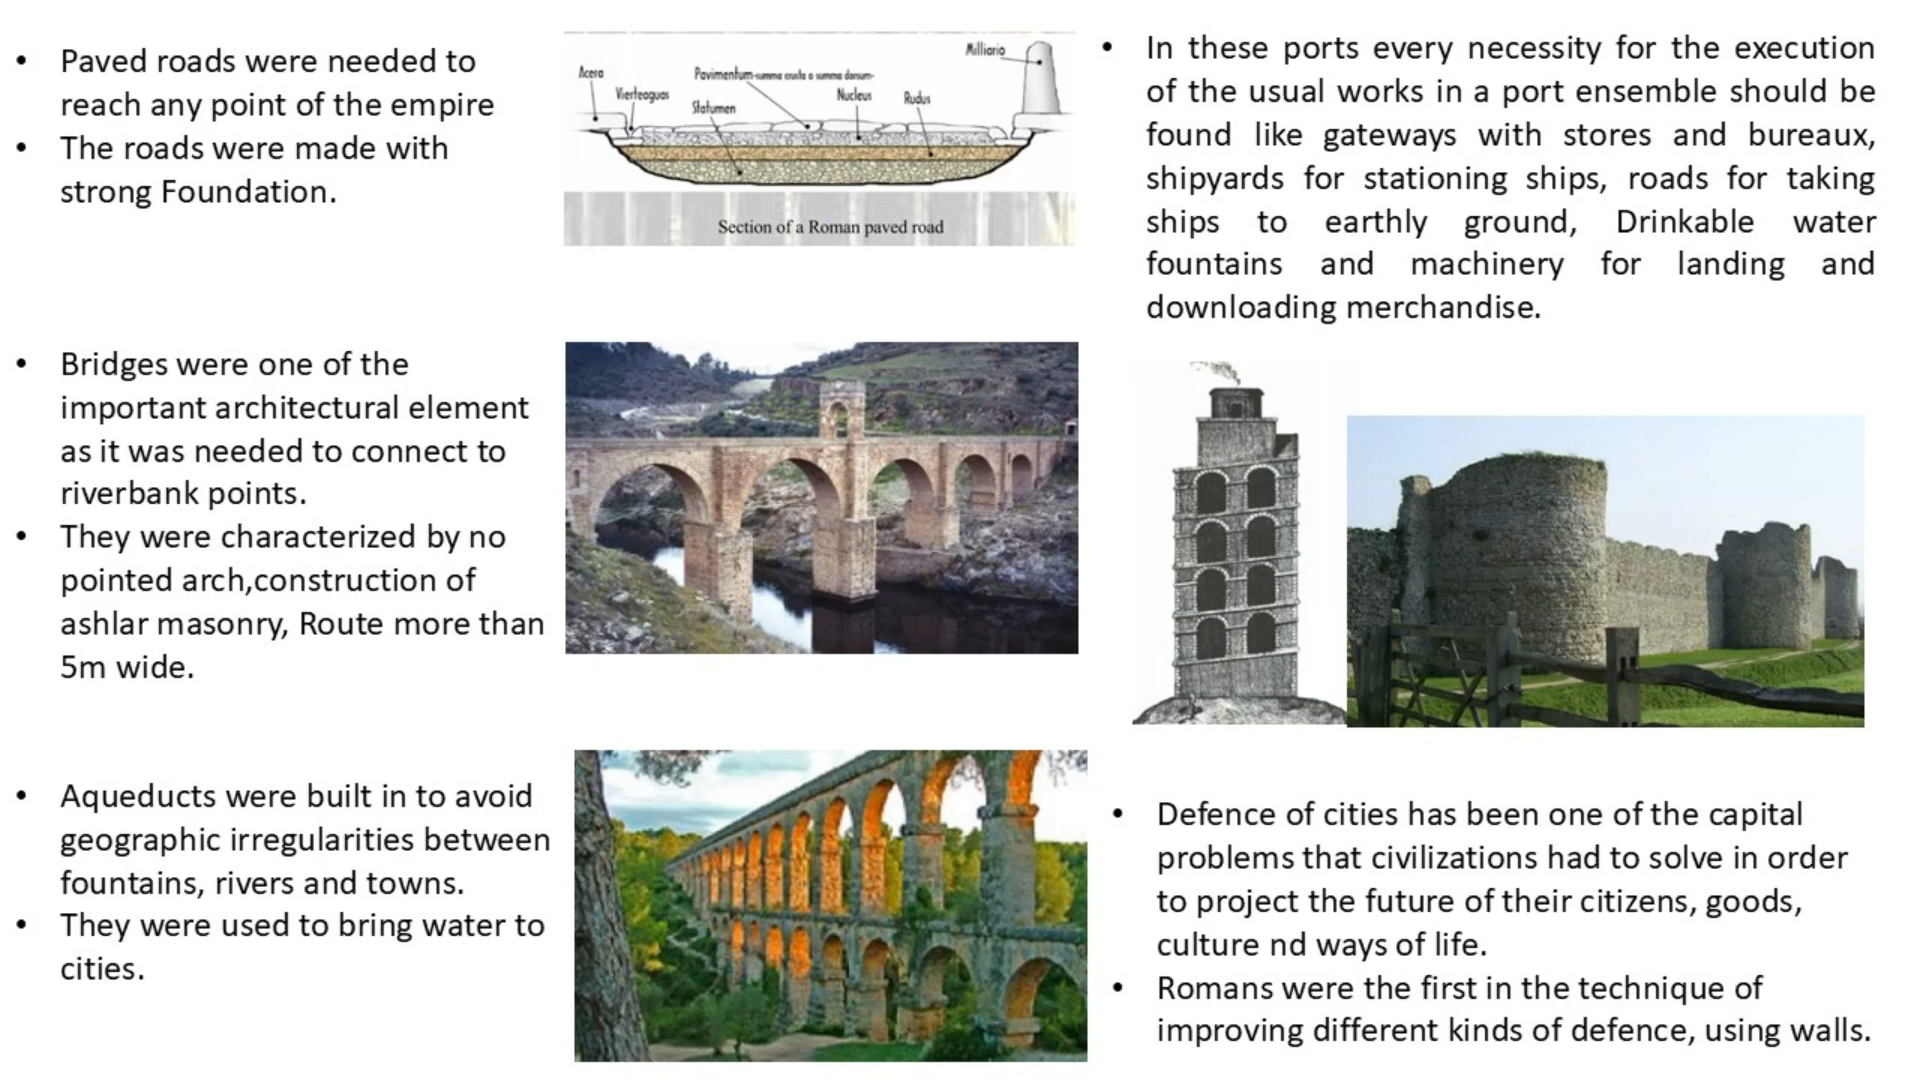 • Paved roads were needed to
reach any point of the empire
• The roads were made with
strong Foundation.
Acera
Vierteaguas
Pavimentum-summa crusta o summa dorsum-
Statumen
Nucleus
Rudus
Miliario
Section of a Roman paved road
• Bridges were one of the
important architectural element
as it was needed to connect to
riverbank points.
• They were characterized by no
pointed arch,construction of
ashlar masonry, Route more than
5m wide.
• Aqueducts were built in to avoid
geographic irregularities between
fountains, rivers and towns.
• They were used to bring water to
cities.
• In these ports every necessity for the execution
of the usual works in a port ensemble should be
found like gateways with stores and bureaux,
shipyards for stationing ships, roads for taking
ships to earthly ground, Drinkable water
fountains and machinery for landing and
downloading merchandise.
• Defence of cities has been one of the capital
problems that civilizations had to solve in order
to project the future of their citizens, goods,
culture nd ways of life.
• Romans were the first in the technique of
improving different kinds of defence, using walls.